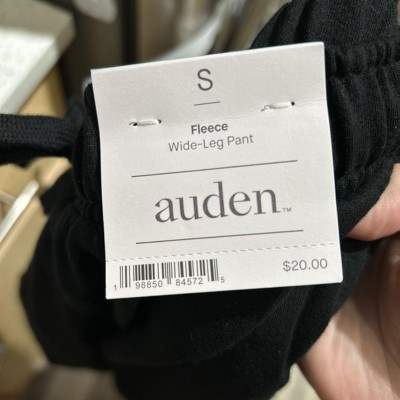 S
Fleece
Wide-Leg Pant
auden™
1 98850 84572 5
$20.00